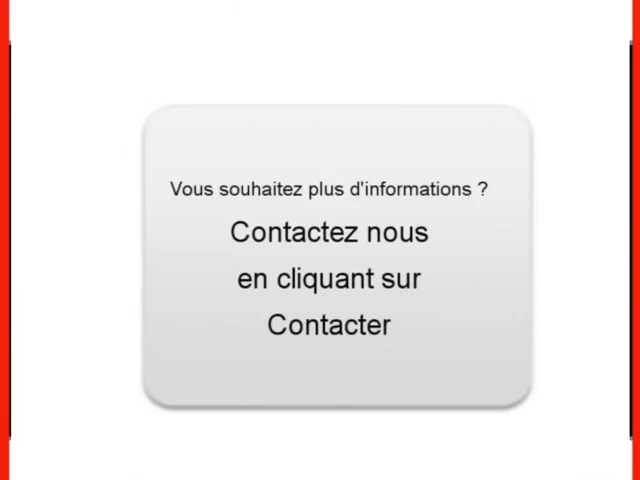 Vous souhaitez plus d'informations ?
Contactez nous
en cliquant sur
Contacter